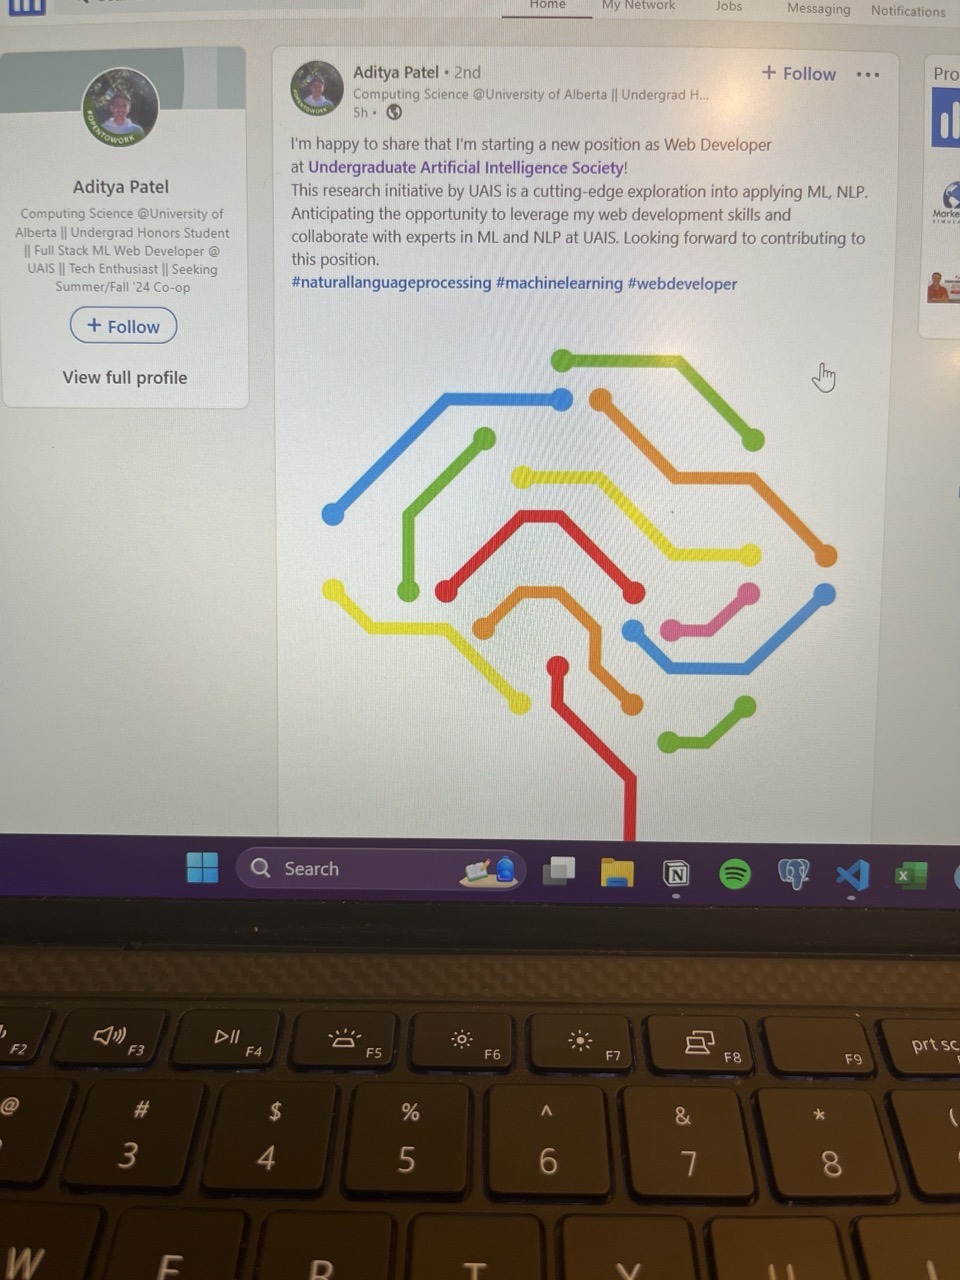 Home
My Network
Jobs
Messaging
Notifications
Aditya Patel
Computing Science @University of
Alberta || Undergrad Honors Student
|| Full Stack ML Web Developer @
UAIS || Tech Enthusiast || Seeking
Summer/Fall '24 Co-op
+ Follow
View full profile
Aditya Patel • 2nd
Computing Science @University of Alberta || Undergrad H...
5h •
+ Follow
I'm happy to share that I'm starting a new position as Web Developer
at Undergraduate Artificial Intelligence Society!
This research initiative by UAIS is a cutting-edge exploration into applying ML, NLP.
Anticipating the opportunity to leverage my web development skills and
collaborate with experts in ML and NLP at UAIS. Looking forward to contributing to
this position.
#naturallanguageprocessing #machinelearning #webdeveloper
Pro
Marke
#OPENTOWORK
Search
N
X
F2
F3
F4
F5
F6
F7
F8
F9
prt sc
@
# 3
$ 4
% 5
^ 6
& 7
* 8
(
W
E
R
T
Y
U